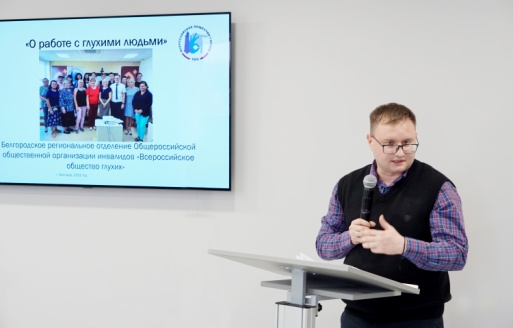 «О работе с глухими людьми»
Белгородское региональное отделение Общероссийской
общественной организации инвалидов «Всероссийское
общество глухих»